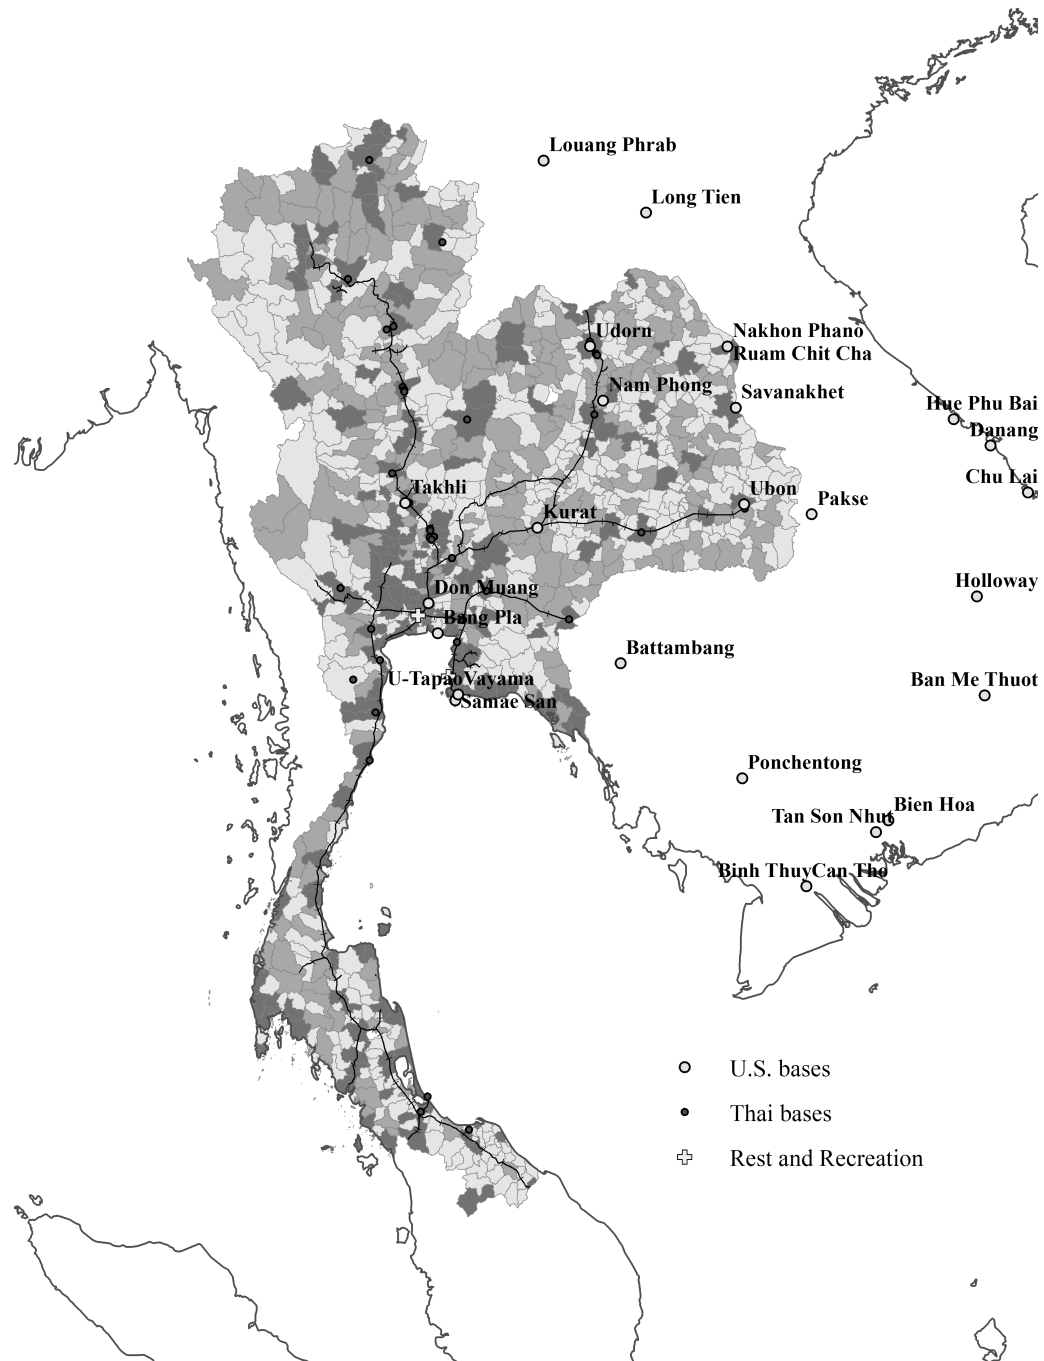 Louang Phrab
Long Tien
Udorn
Nakhon Phano
Ruam Chit Cha
Nam Phong
Savanakhet
Hue Phu Bai
Danang
Chu Lai
Takhli
Ubon
Pakse
Kurat
Holloway
Don Muang
Bang Pla
Battambang
U-TapaoVayama
Ban Me Thuot
Samae San
Ponchentong
Bien Hoa
Tan Son Nhut
Binh ThuyCan Tho
U.S. bases
Thai bases
Rest and Recreation